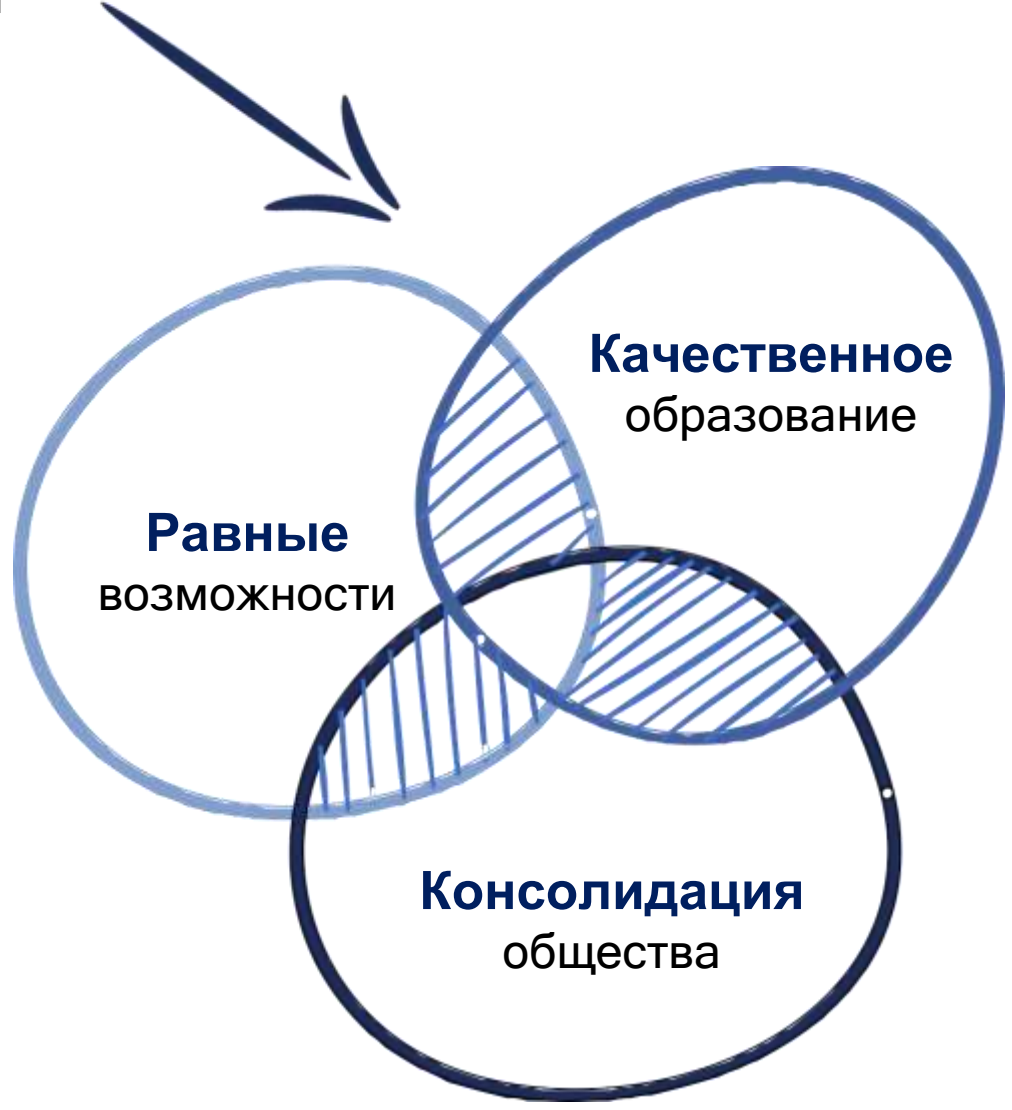 Качественное
образование
Равные
возможности
Консолидация
общества